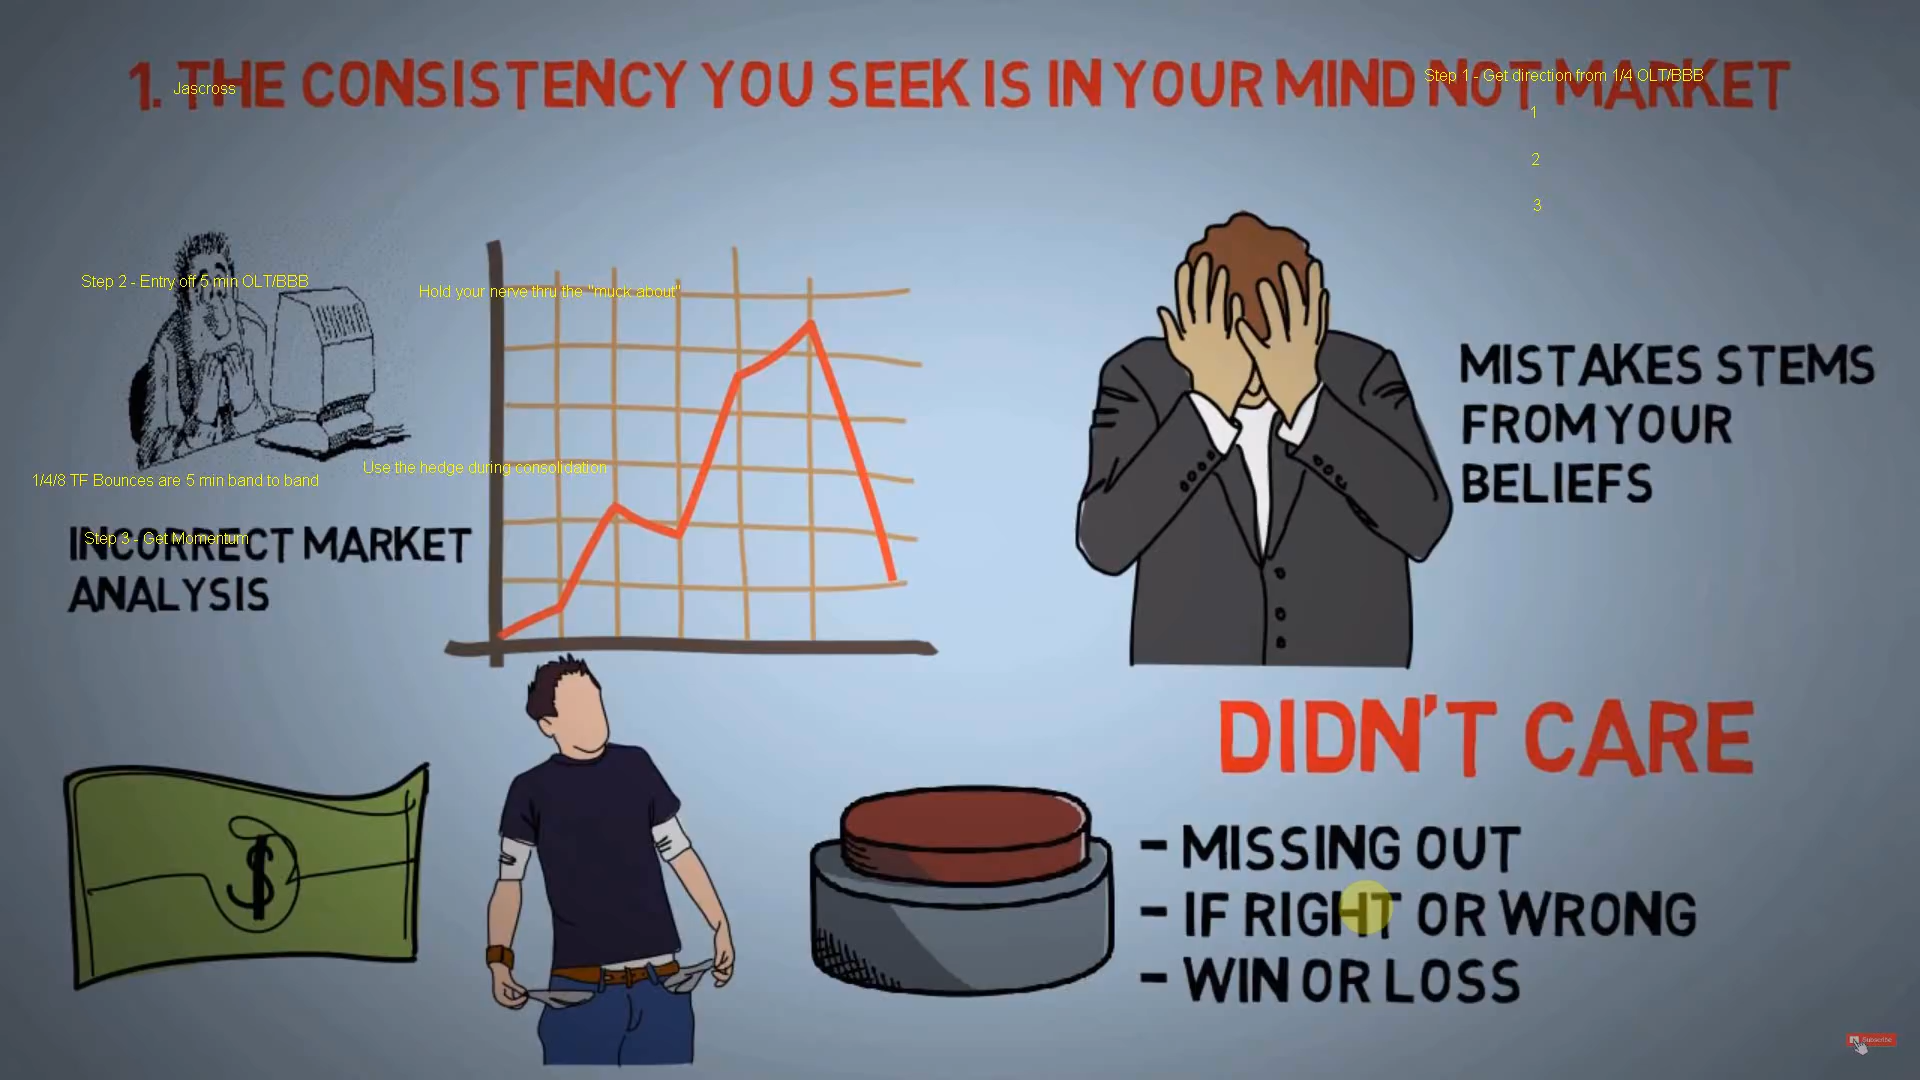 1. THE CONSISTENCY YOU SEEK IS IN YOUR MIND NOT MARKET
Jascross
Step 1 - Get direction from 1/4 OLT/BBB
1
2
3
Step 2 - Entry off 5 min OLT/BBB
Hold your nerve thru the "muck about"
MISTAKES STEMS
FROM YOUR
BELIEFS
Use the hedge during consolidation
1/4/8 TF Bounces are 5 min band to band
Step 3 - Get Momentum
INCORRECT MARKET
ANALYSIS
DIDN'T CARE
- MISSING OUT
- IF RIGHT OR WRONG
- WIN OR LOSS
$
Subscribe